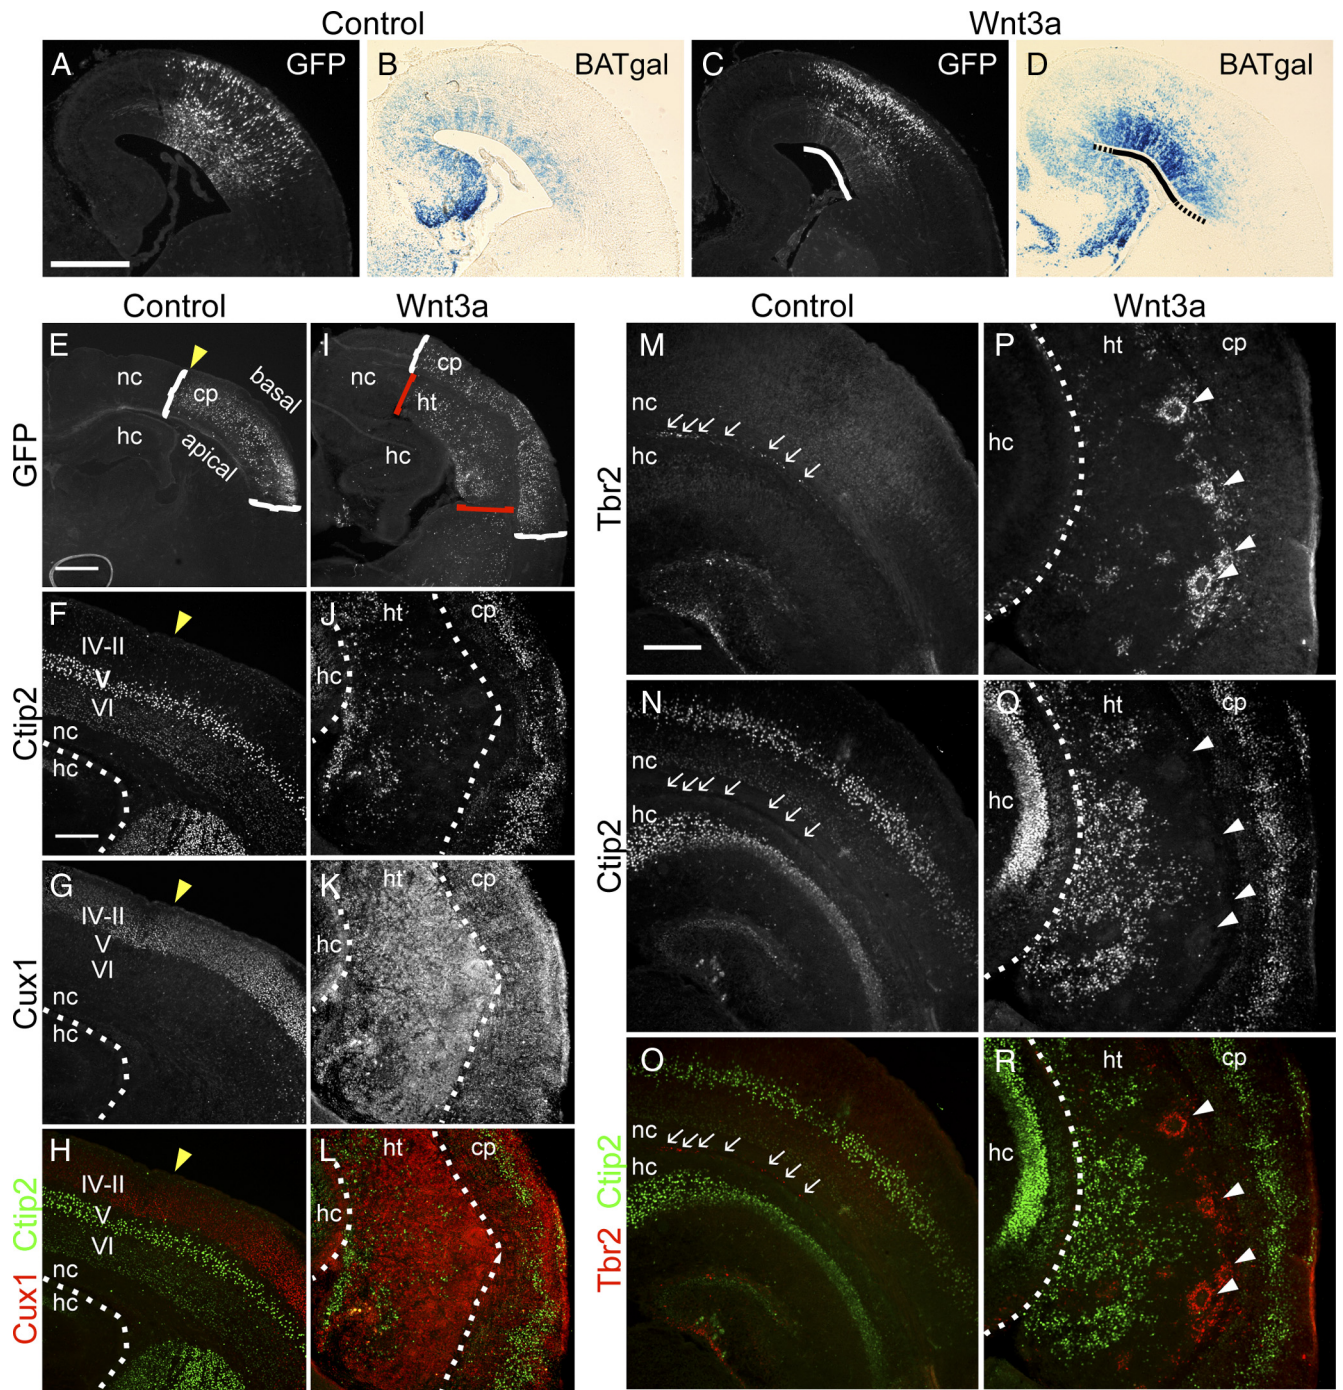 Control Wnt3a
A GFP B BATgal C GFP D BATgal
Control Wnt3a Control Wnt3a
GFP
E nc cp basal hc apical
I cp nc ht hc
Tbr2
M nc hc
P ht cp hc
Ctip2
F IV-II V VI nc hc
J ht cp hc
Ctip2
N nc hc
Q ht cp hc
Cux1
G IV-II V VI nc hc
K ht cp hc
Cux1 Ctip2
H IV-II V VI nc hc
L ht cp hc
Tbr2 Ctip2
O nc hc
R ht cp hc